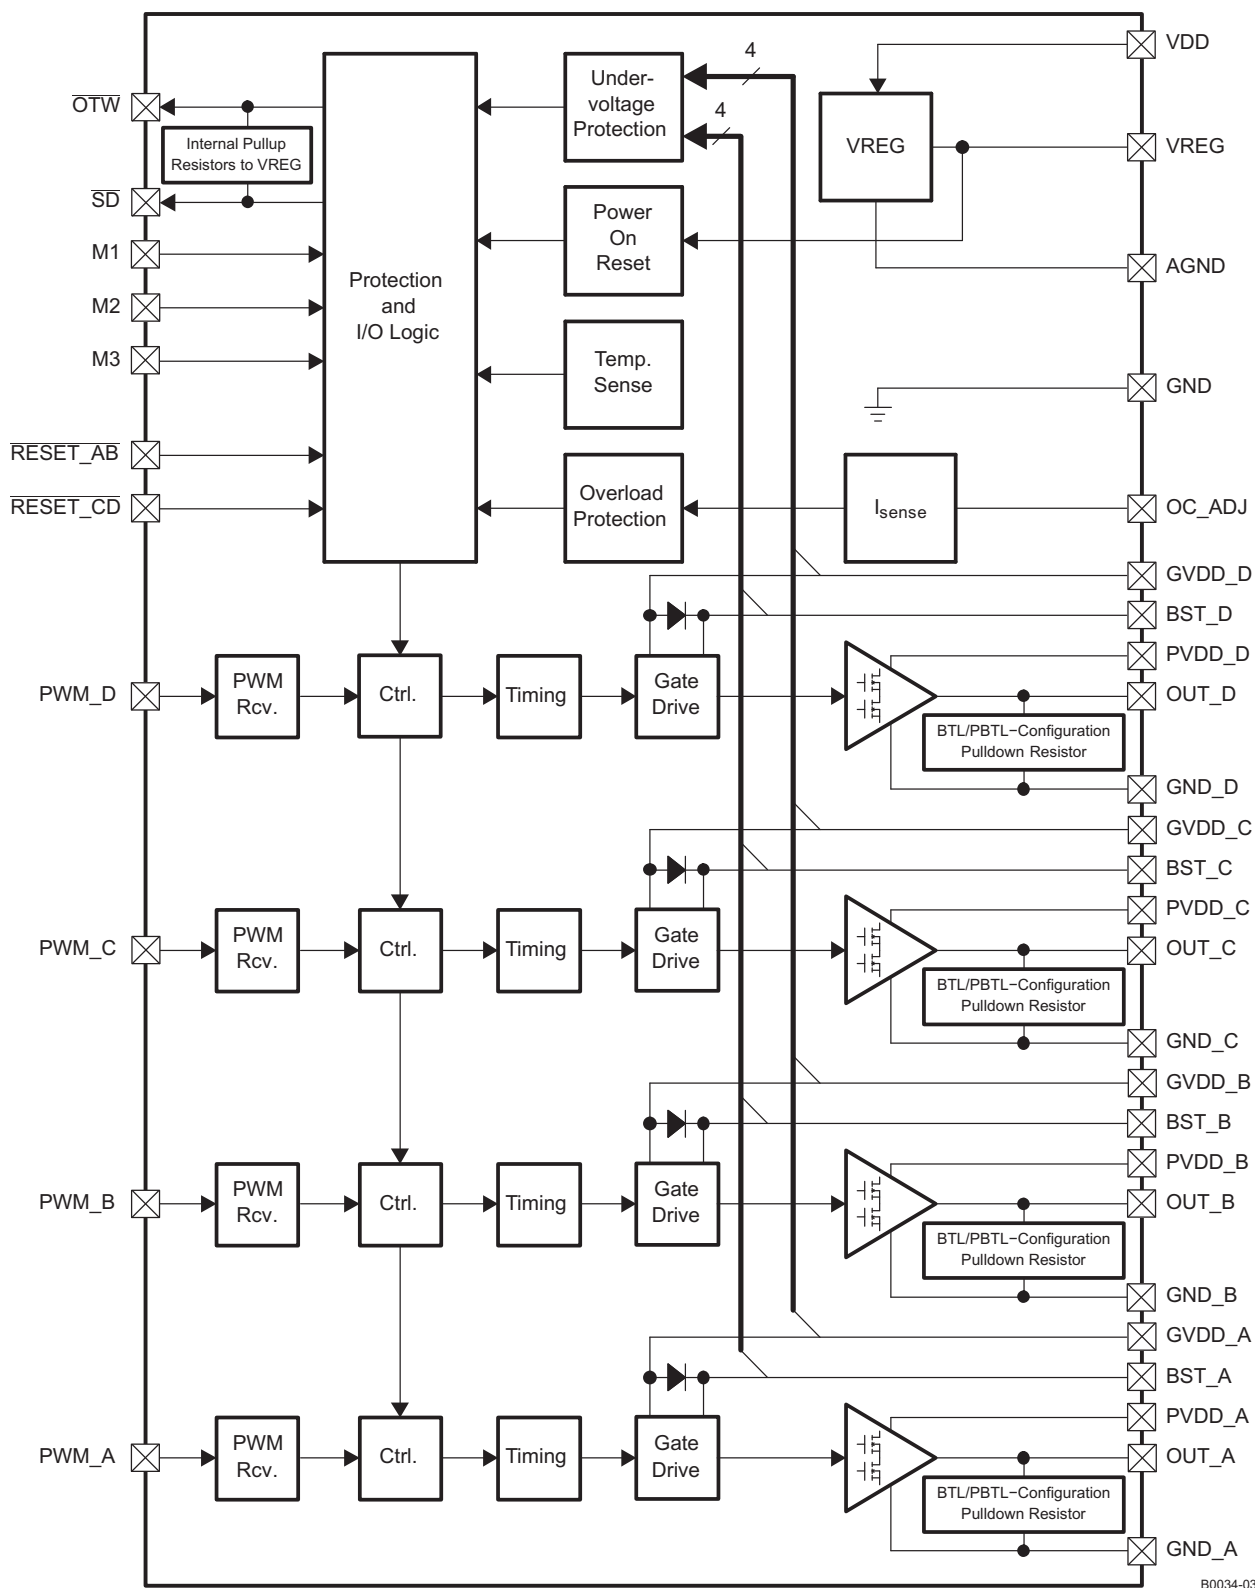 4
VDD
Under-
voltage
Protection
4
OTW
Internal Pullup
Resistors to VREG
VREG
VREG
SD
Power
On
Reset
M1
AGND
Protection
and
I/O Logic
M2
M3
Temp.
Sense
GND
RESET_AB
RESET_CD
Overload
Protection
Isense
OC_ADJ
GVDD_D
BST_D
PVDD_D
PWM_D
PWM
Rcv.
Ctrl.
Timing
Gate
Drive
OUT_D
BTL/PBTL−Configuration
Pulldown Resistor
GND_D
GVDD_C
BST_C
PVDD_C
PWM_C
PWM
Rcv.
Ctrl.
Timing
Gate
Drive
OUT_C
BTL/PBTL−Configuration
Pulldown Resistor
GND_C
GVDD_B
BST_B
PVDD_B
PWM_B
PWM
Rcv.
Ctrl.
Timing
Gate
Drive
OUT_B
BTL/PBTL−Configuration
Pulldown Resistor
GND_B
GVDD_A
BST_A
PVDD_A
PWM_A
PWM
Rcv.
Ctrl.
Timing
Gate
Drive
OUT_A
BTL/PBTL−Configuration
Pulldown Resistor
GND_A
B0034-03